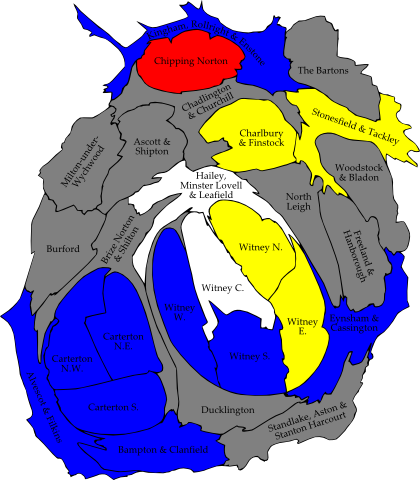 Kingham, Rollright & Enstone
Chipping Norton
The Bartons
Chadlington
& Churchill
Stonesfield & Tackley
Charlbury
& Finstock
Ascott &
Shipton
Milton-under-
Wychwood
Woodstock
& Bladon
Hailey,
Minster Lovell
& Leafield
North
Leigh
Brize Norton
& Shilton
Burford
Freeland &
Hanborough
Witney N.
Witney C.
Witney
W.
Witney
E.
Eynsham &
Cassington
Carterton
N.E.
Carterton
N.W.
Witney S.
Carterton S.
Ducklington
Standlake, Aston &
Stanton Harcourt
Bampton & Clanfield